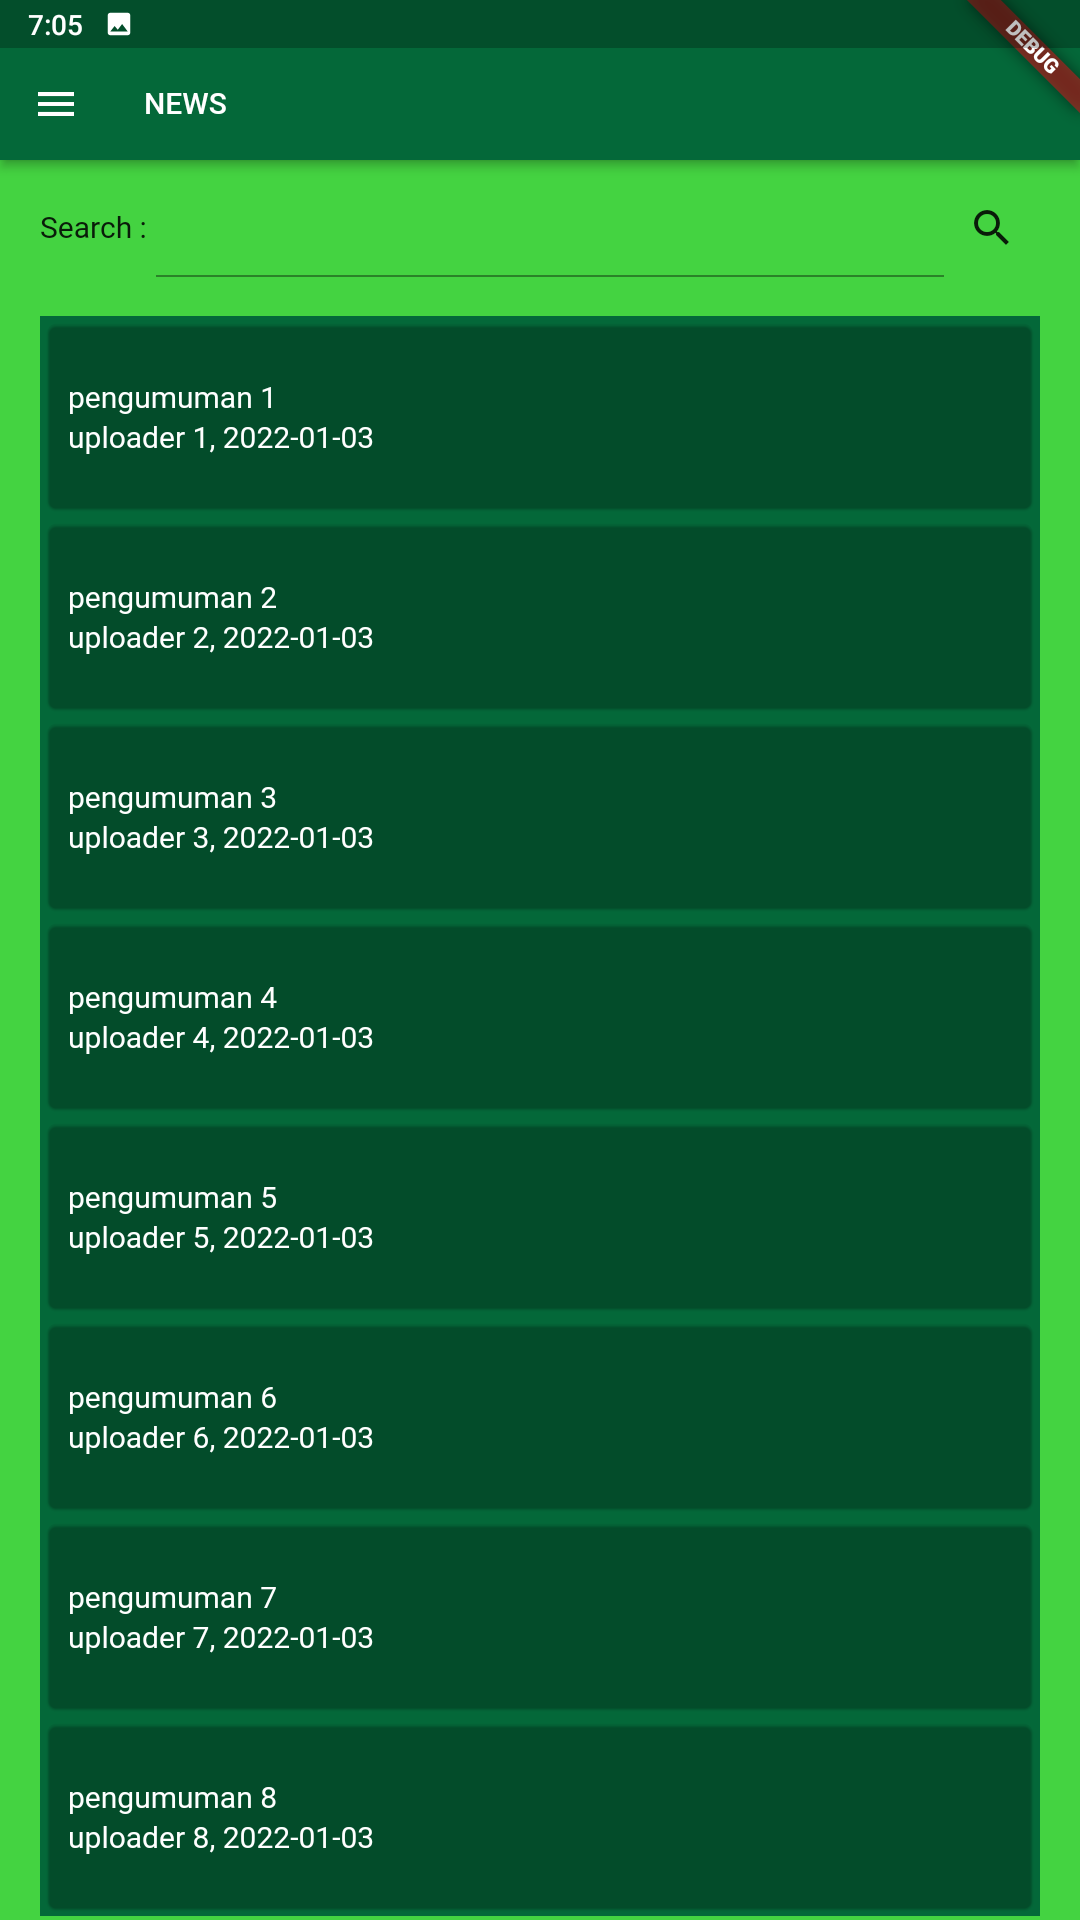 7:05
DEBUG
NEWS
Search :
pengumuman 1
uploader 1, 2022-01-03
pengumuman 2
uploader 2, 2022-01-03
pengumuman 3
uploader 3, 2022-01-03
pengumuman 4
uploader 4, 2022-01-03
pengumuman 5
uploader 5, 2022-01-03
pengumuman 6
uploader 6, 2022-01-03
pengumuman 7
uploader 7, 2022-01-03
pengumuman 8
uploader 8, 2022-01-03